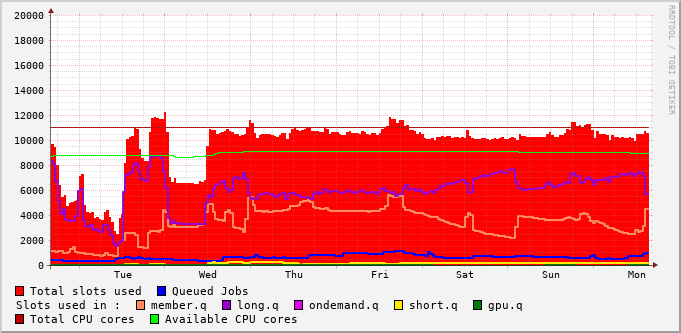 RRDTOOL / TOBI OETIKER
20000
18000
16000
14000
12000
10000
8000
6000
4000
2000
0
Tue Wed Thu Fri Sat Sun Mon
Total slots used Queued Jobs
Slots used in : member.q long.q ondemand.q short.q gpu.q
Total CPU cores Available CPU cores